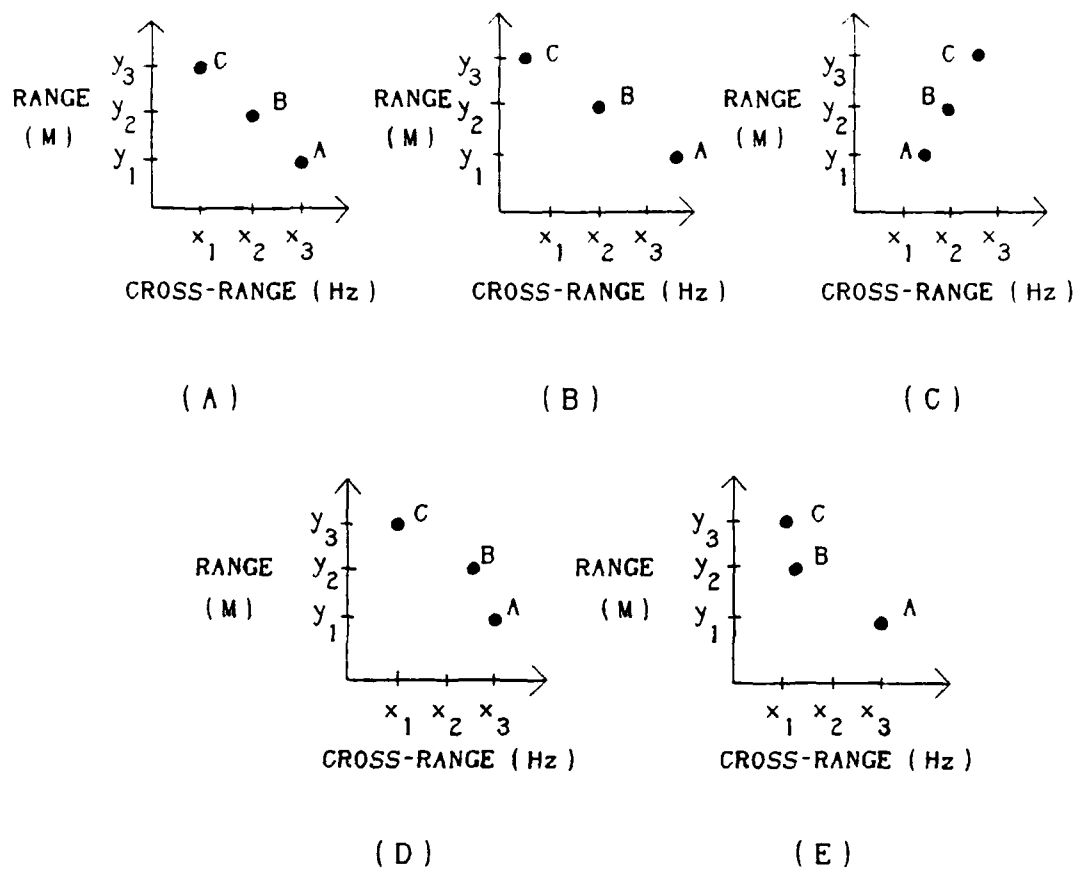 y3 C
RANGE y2 B
(M) y1 A
x1 x2 x3
CROSS-RANGE (Hz)
(A)
y3 C
RANGE y2 B
(M) y1 A
x1 x2 x3
CROSS-RANGE (Hz)
(B)
y3 C
RANGE y2 B
(M) y1 A
x1 x2 x3
CROSS-RANGE (Hz)
(C)
y3 C
RANGE y2 B
(M) y1 A
x1 x2 x3
CROSS-RANGE (Hz)
(D)
y3 C
RANGE y2 B
(M) y1 A
x1 x2 x3
CROSS-RANGE (Hz)
(E)